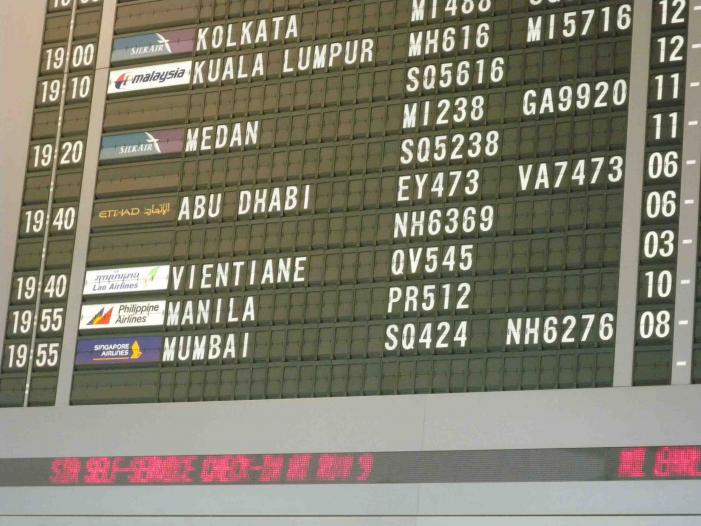 19 00 SILKAIR KOLKATA MI488
19 10 malaysia KUALA LUMPUR MH616 MI5716 12 -
SQ5616 12 -
19 20 SILKAIR MEDAN MI238 GA9920 11 -
SQ5238 11 -
19 40 ETIHAD الإتحاد ABU DHABI EY473 VA7473 06 -
NH6369 06 -
19 40 Lao Airlines VIENTIANE QV545 03 -
19 55 Philippine Airlines MANILA PR512 10 -
19 55 SINGAPORE AIRLINES MUMBAI SQ424 NH6276 08 -
SELF-SERVICE CHECK-IN